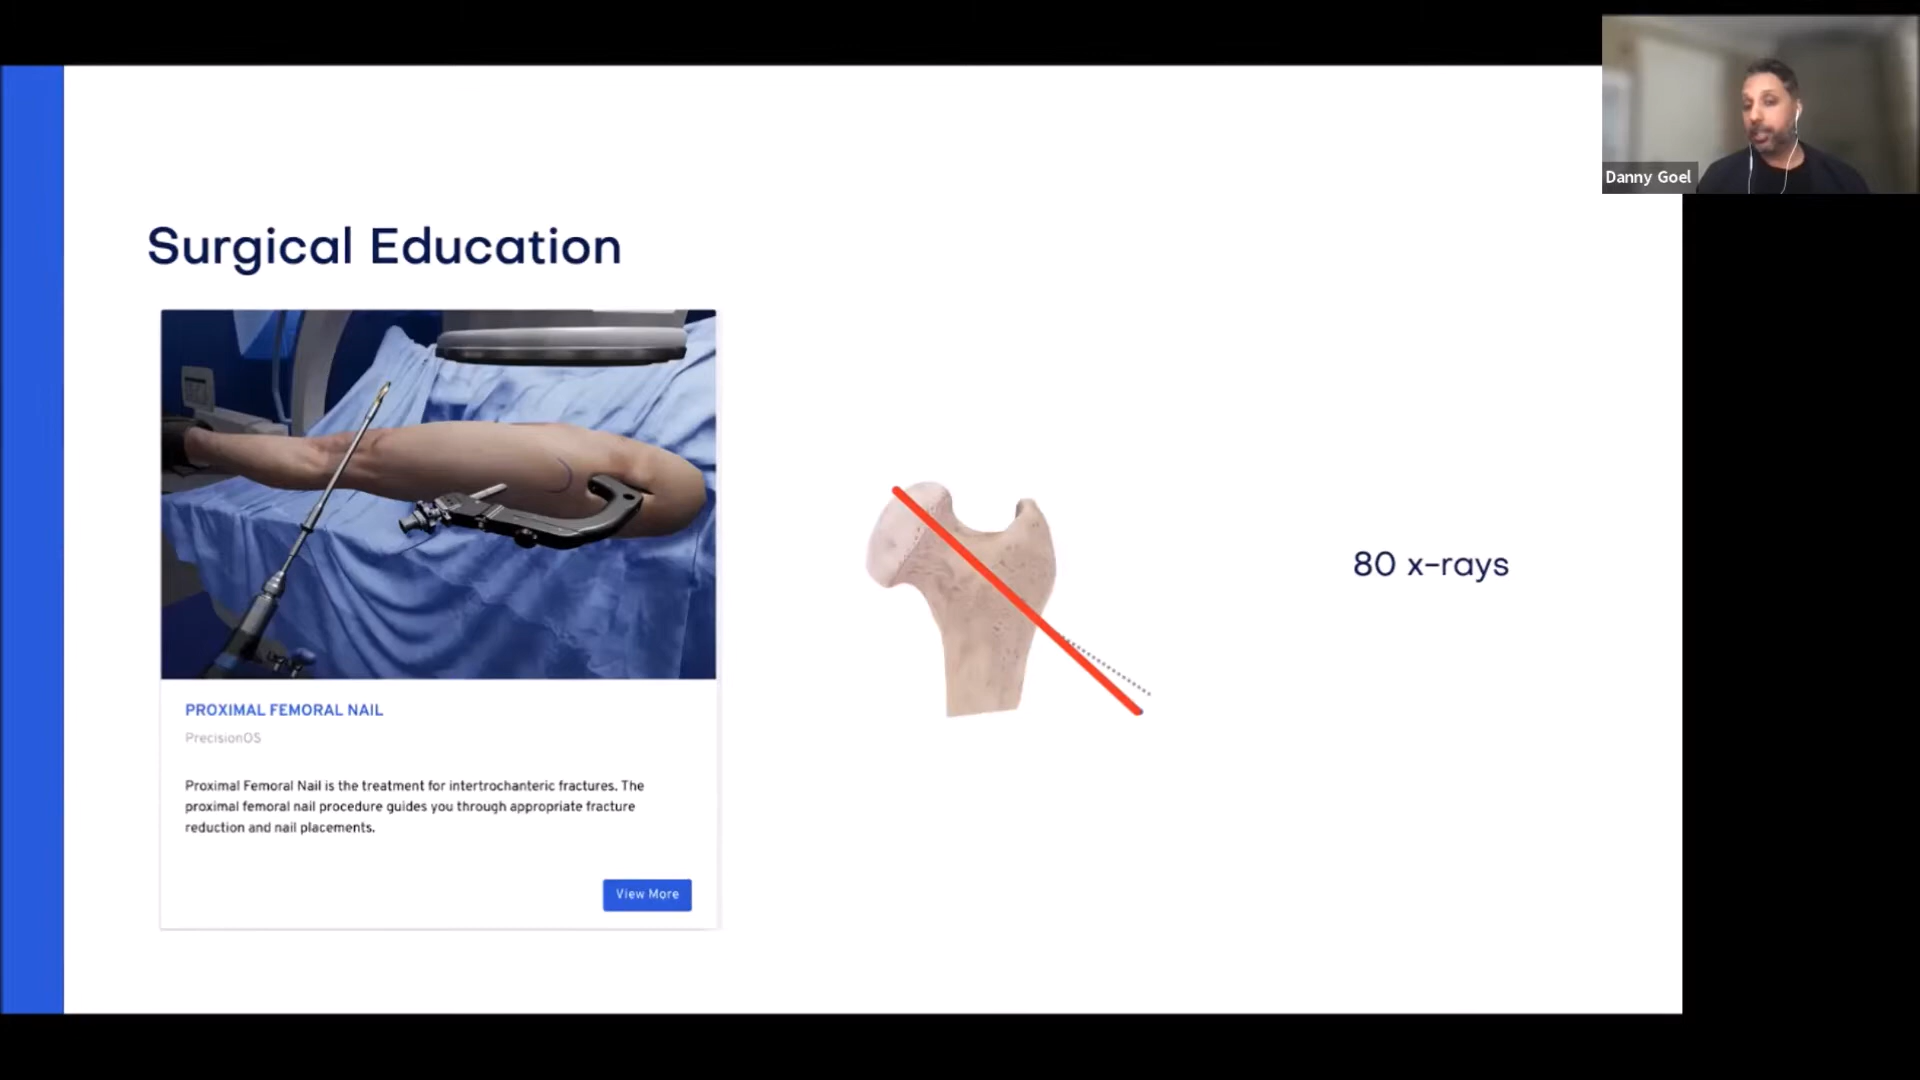 Danny Goel
Surgical Education
80 x-rays
PROXIMAL FEMORAL NAIL
PrecisionOS
Proximal Femoral Nail is the treatment for intertrochanteric fractures. The
proximal femoral nail procedure guides you through appropriate fracture
reduction and nail placements.
View More